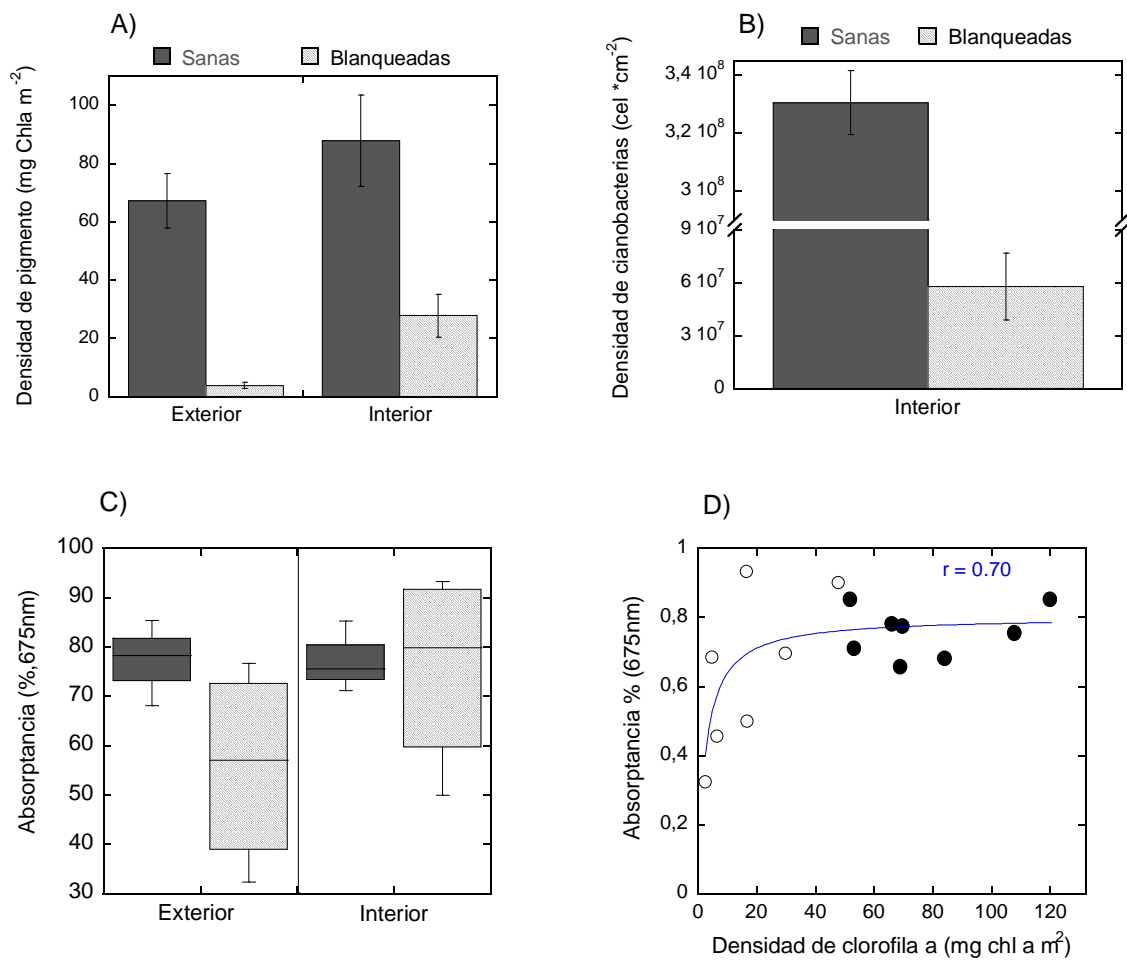 A)
Sanas Blanqueadas
Densidad de pigmento (mg Chla m-2)
100
80
60
40
20
0
Exterior Interior
B)
Sanas Blanqueadas
Densidad de cianobacterias (cel *cm-2)
3,4 10^8
3,2 10^8
3 10^8
9 10^7
6 10^7
3 10^7
0
Interior
C)
Absorptancia (%,675nm)
100
90
80
70
60
50
40
30
Exterior Interior
D)
r = 0.70
Absorptancia % (675nm)
1
0,8
0,6
0,4
0,2
0
0 20 40 60 80 100 120
Densidad de clorofila a (mg chl a m2)